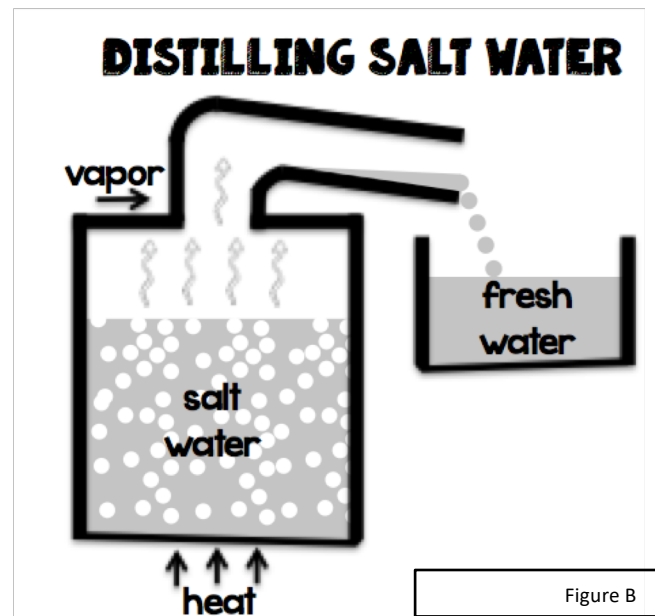 DISTILLING SALT WATER
vapor
salt
water
fresh
water
heat
Figure B